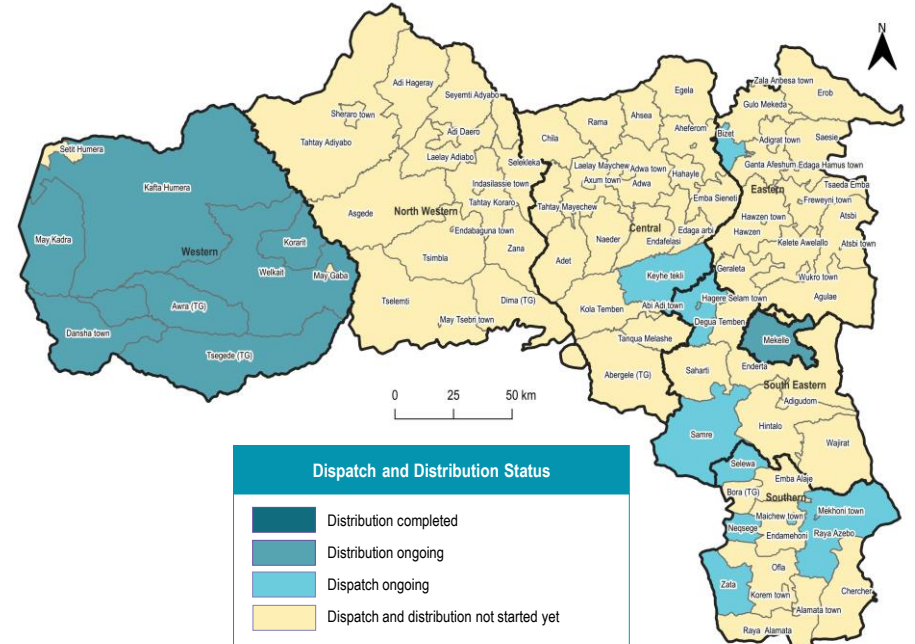 N
Zala Anbesa town
Erob
Gulo Mekeda
Egela
Adi Hageray
Seyemti Adyabo
Sheraro town
Adi Daero
Tahtay Adiyabo
Laelay Adiabo
Selekleka
Chila
Rama
Ahsea
Aheferom
Bizet
Adigrat town
Saesie
Ganta Afeshum
Edaga Hamus town
Setit Humera
Kafta Humera
May Kadra
Western
Korarit
Welkait
May Gaba
Awra (TG)
Dansha town
Tsegede (TG)
Indasilassie town
Tahtay Koraro
Asgede
North Western
Endabaguna town
Zana
Tsimbla
Tselemti
Dima (TG)
May Tsebri town
Laelay Maychew
Adwa town
Axum town
Adwa
Hahayle
Tahtay Mayechew
Emba Sieneti
Central
Naeder
Edaga arbi
Endafelasi
Adet
Keyhe tekli
Kola Temben
Abi Adi town
Tanqua Melashe
Abergele (TG)
Eastern
Tsaeda Emba
Freweyni town
Hawzen town
Atsbi
Hawzen
Kelete Awelallo
Atsbi town
Geraleta
Wukro town
Hagere Selam town
Agulae
Degua Temben
Mekelle
Saharti
Enderta
South Eastern
Adigudom
Samre
Hintalo
Wajirat
Selewa
Emba Alaje
Bora (TG)
Southern
Mekhoni town
Maichew town
Neqsege
Endamehoni
Raya Azebo
Ofla
Zata
Korem town
Chercher
Alamata town
Raya Alamata
0 25 50 km
Dispatch and Distribution Status
Distribution completed
Distribution ongoing
Dispatch ongoing
Dispatch and distribution not started yet